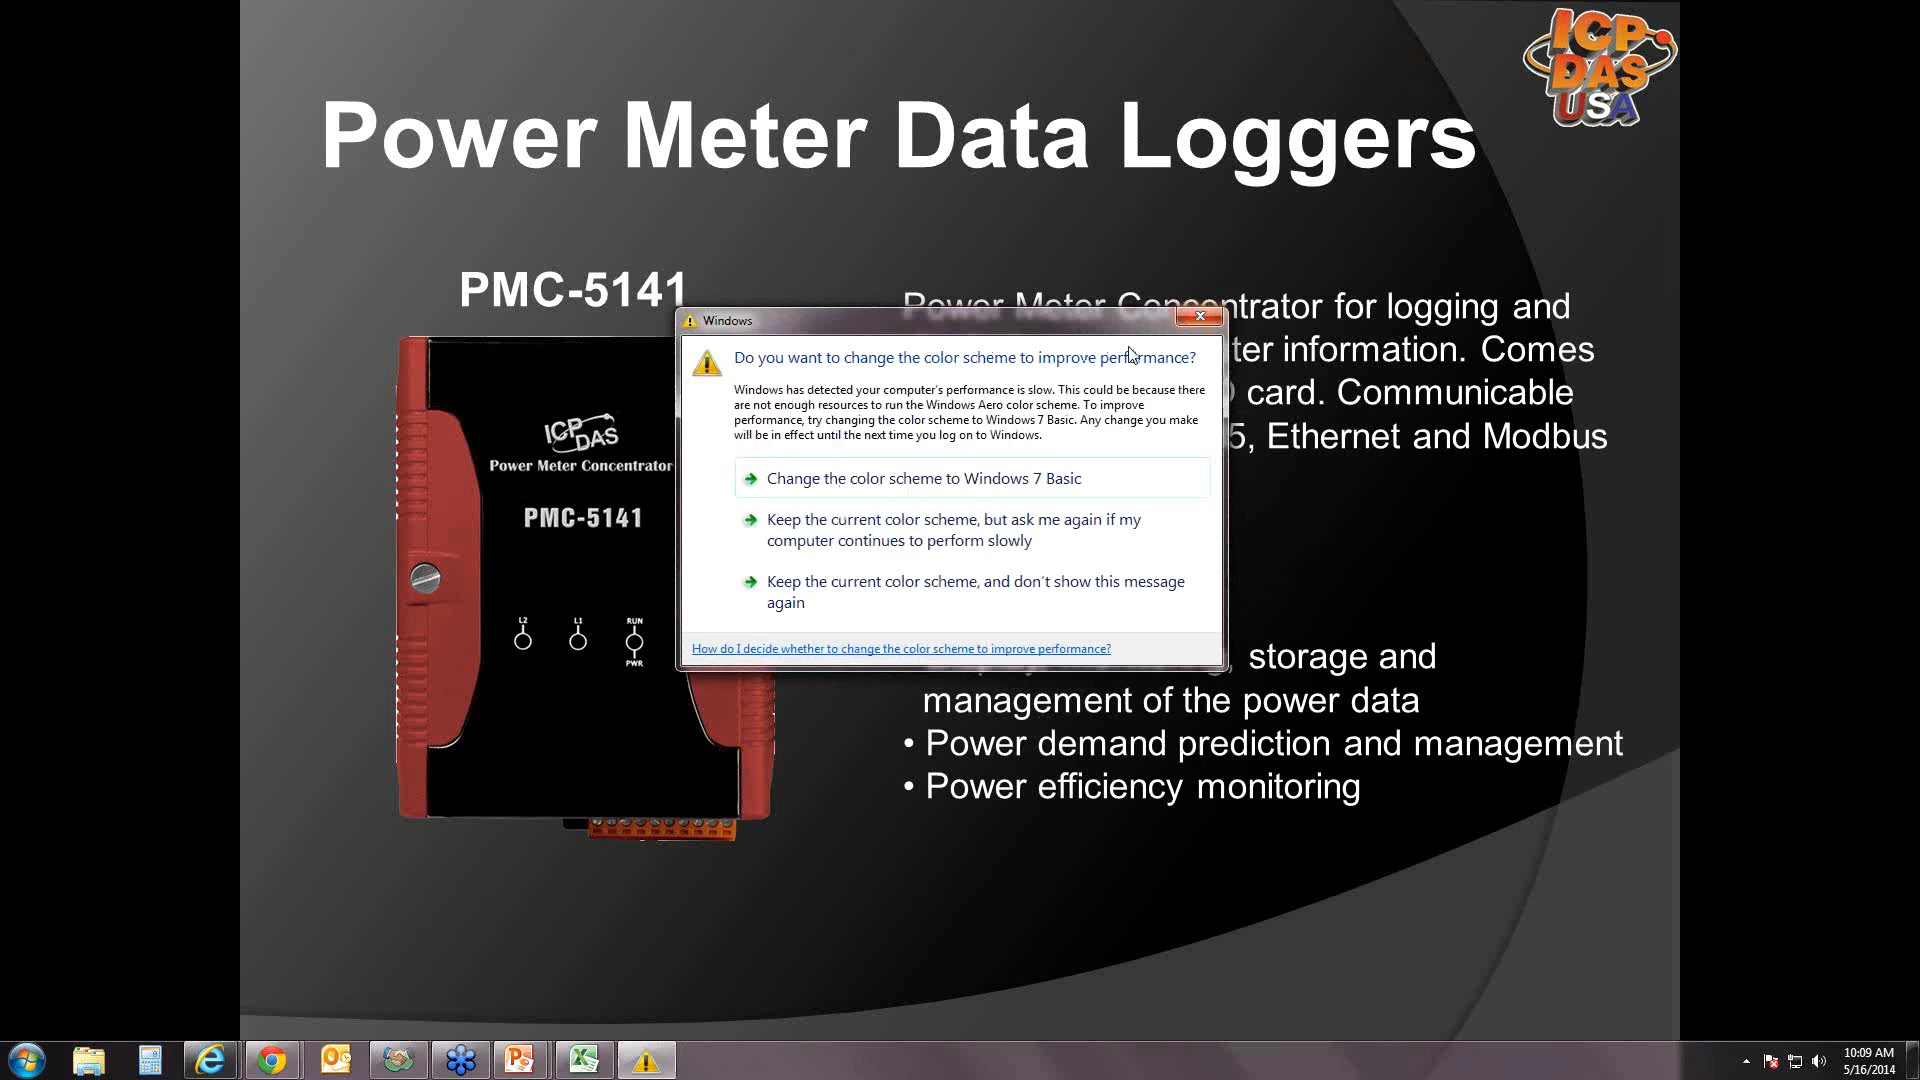 ICP
DAS
USA
Power Meter Data Loggers
PMC-5141
Power Meter Concentrator for logging and
ter information. Comes
card. Communicable
5, Ethernet and Modbus
storage and
management of the power data
• Power demand prediction and management
• Power efficiency monitoring
ICP
DAS
Power Meter Concentrator
PMC-5141
L2 L1 RUN
PWR
Windows
Do you want to change the color scheme to improve performance?
Windows has detected your computer's performance is slow. This could be because there
are not enough resources to run the Windows Aero color scheme. To improve
performance, try changing the color scheme to Windows 7 Basic. Any change you make
will be in effect until the next time you log on to Windows.
Change the color scheme to Windows 7 Basic
Keep the current color scheme, but ask me again if my
computer continues to perform slowly
Keep the current color scheme, and don't show this message
again
How do I decide whether to change the color scheme to improve performance?
10:09 AM
5/16/2014